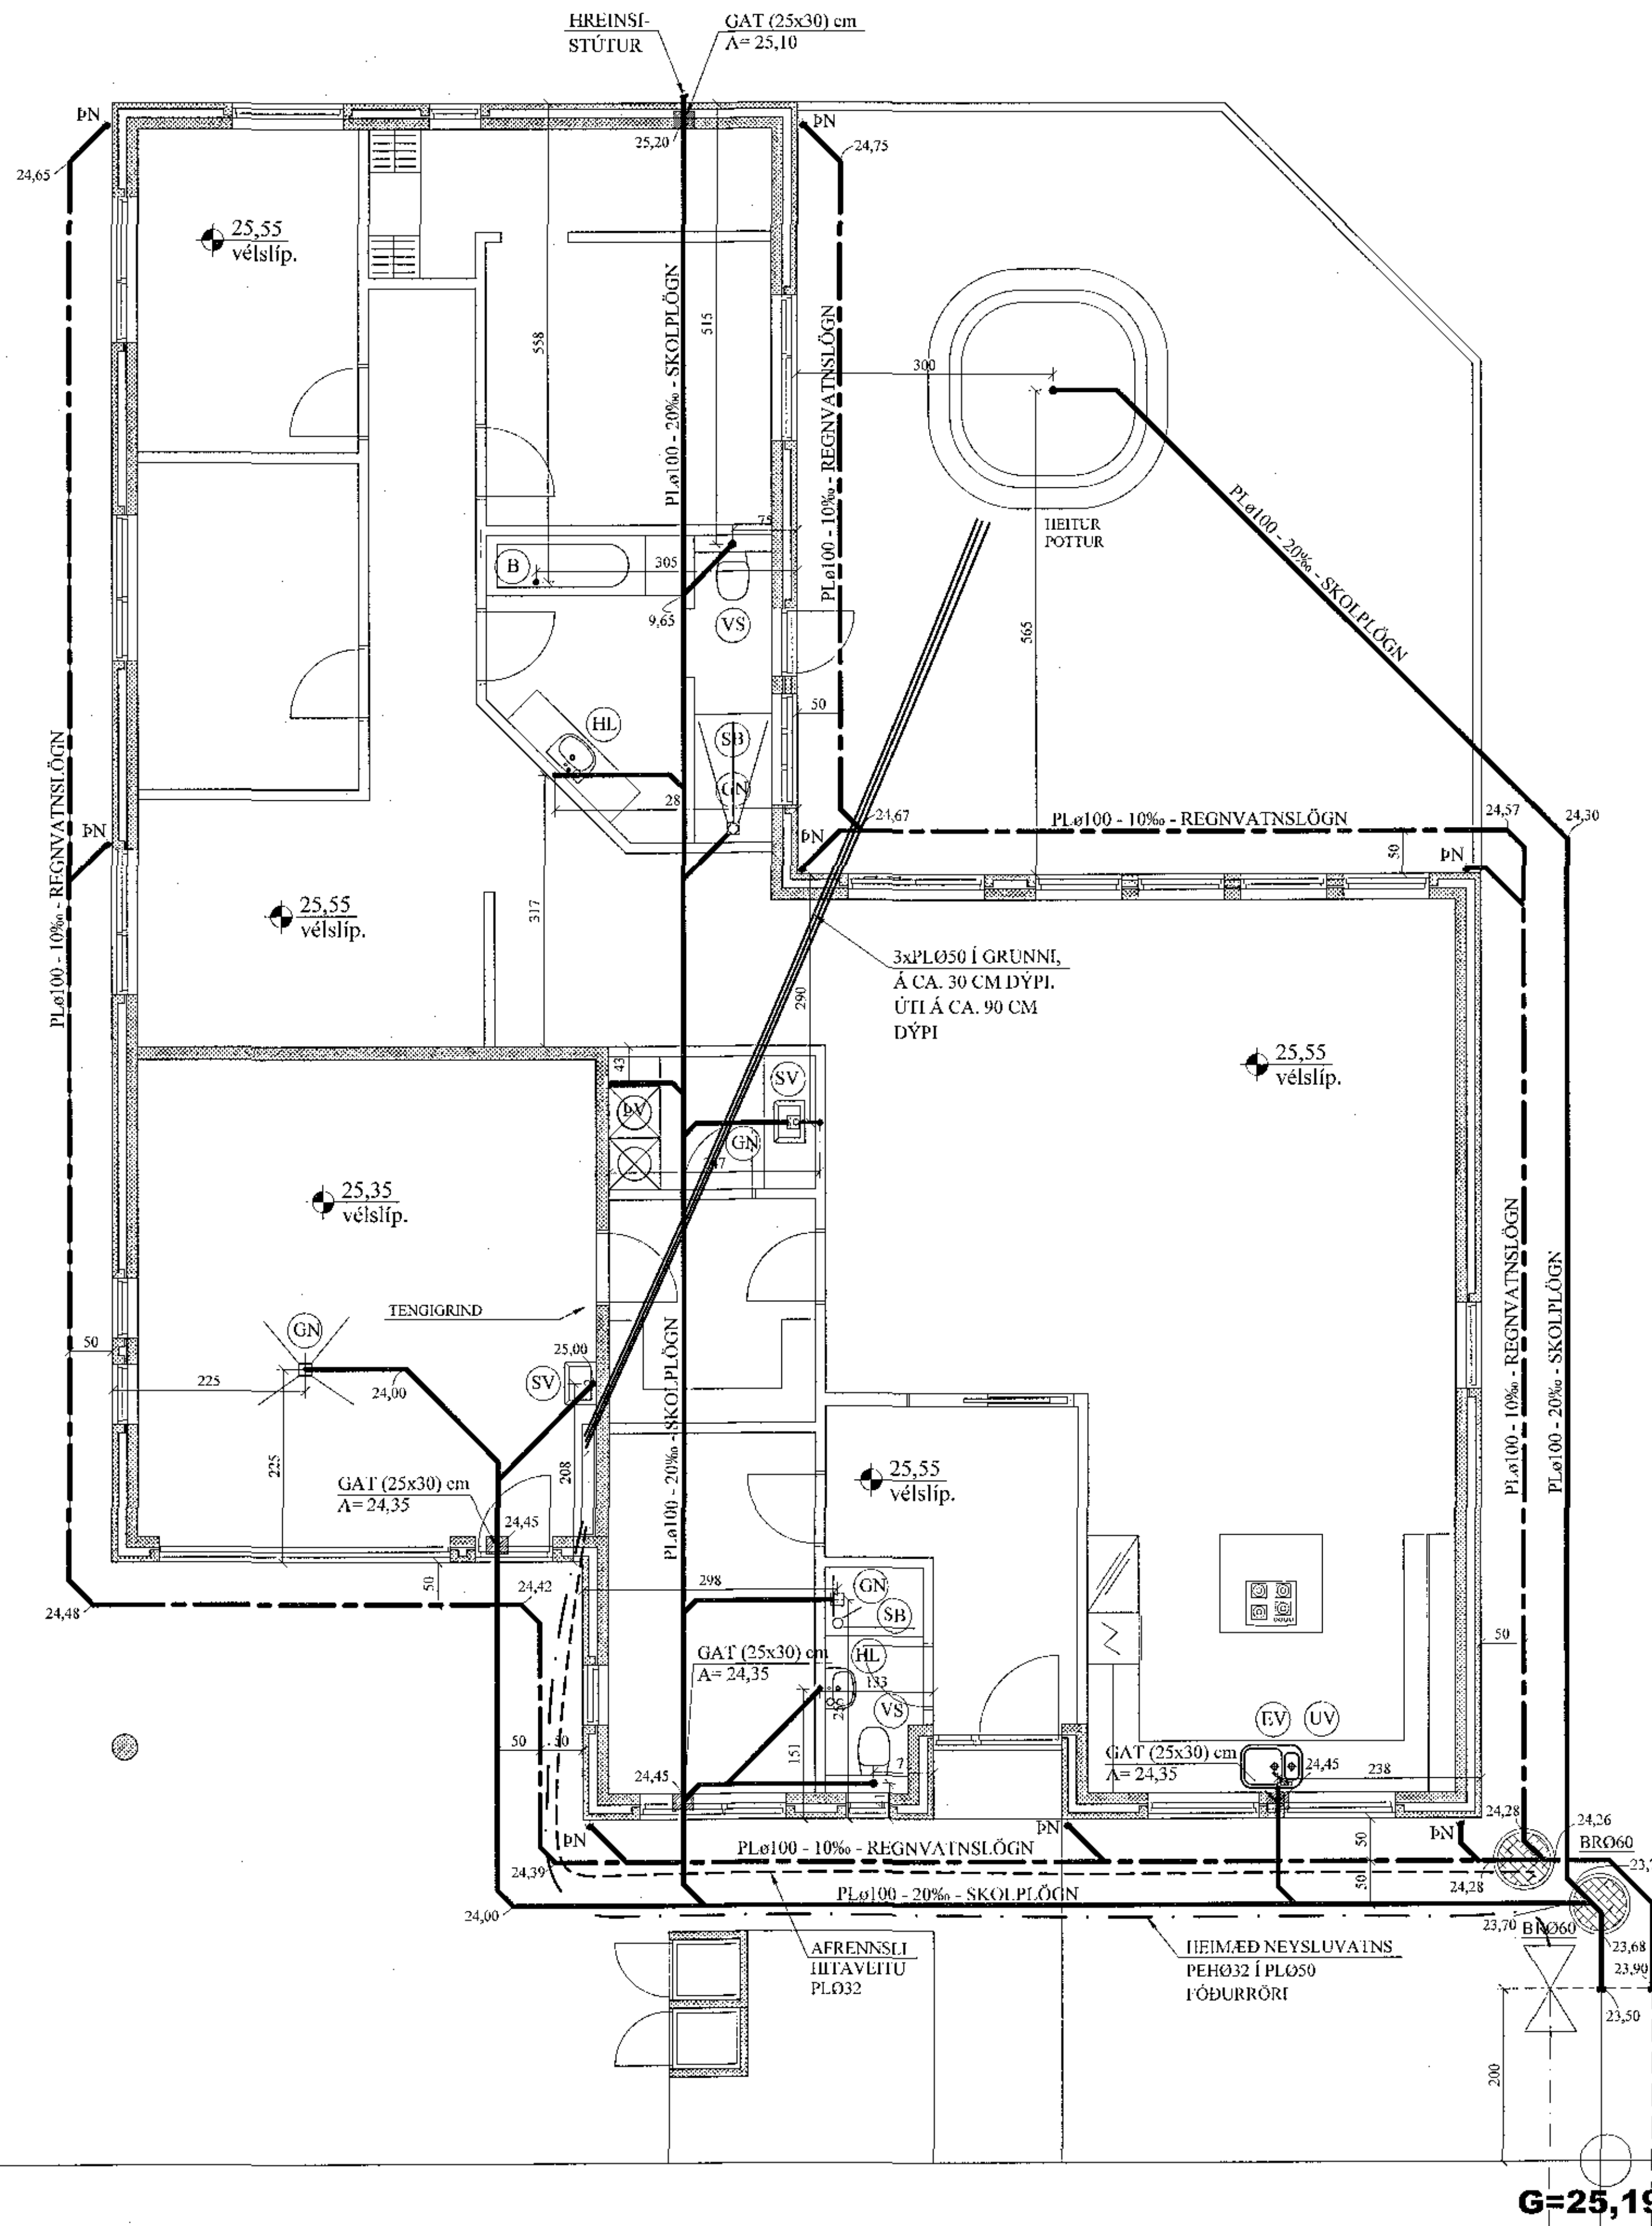 HREINSI-
STÚTUR
GAT (25x30) cm
A= 25,10
ÞN
ÞN
25,20
24,75
24,65
25,55
vélslíp.
PLø100 - 20‰ - SKOLPLÖGN
558
515
PLø100 - 10‰ - REGNVATNSLÖGN
300
HEITUR
POTTUR
PLø100 - 20‰ - SKOLPLÖGN
75
B
305
9,65
VS
565
50
HL
SB
GN
28
PLø100 - 10‰ - REGNVATNSLÖGN
ÞN
ÞN
24,67
PLø100 - 10‰ - REGNVATNSLÖGN
24,57
24,30
50
ÞN
25,55
vélslíp.
317
3xPLØ50 Í GRUNNI,
Á CA. 30 CM DÝPI.
ÚTI Á CA. 90 CM
DÝPI
290
43
SV
ÞV
GN
25,55
vélslíp.
25,35
vélslíp.
TENGIGRIND
PLø100 - 10‰ - REGNVATNSLÖGN
PLø100 - 20‰ - SKOLPLÖGN
50
GN
225
24,00
25,00
SV
PLø100 - 20‰ - SKOLPLÖGN
225
208
GAT (25x30) cm
A= 24,35
24,45
25,55
vélslíp.
50
24,48
24,42
298
GN
SB
GAT (25x30) cm
A= 24,35
HL
133
VS
50
50
50
151
7
24,45
EV
UV
GAT (25x30) cm
A= 24,35
24,45
238
ÞN
ÞN
ÞN
24,28
24,26
BRØ60
PLø100 - 10‰ - REGNVATNSLÖGN
50
24,39
24,28
PLø100 - 20‰ - SKOLPLÖGN
50
24,00
23,70
BRØ60
23,68
AFRENNSLI
HITAVEITU
PLØ32
HEIMÆÐ NEYSLUVATNS
PEHØ32 Í PLØ50
FÓÐURRÖRI
23,90
23,50
200
G=25,19